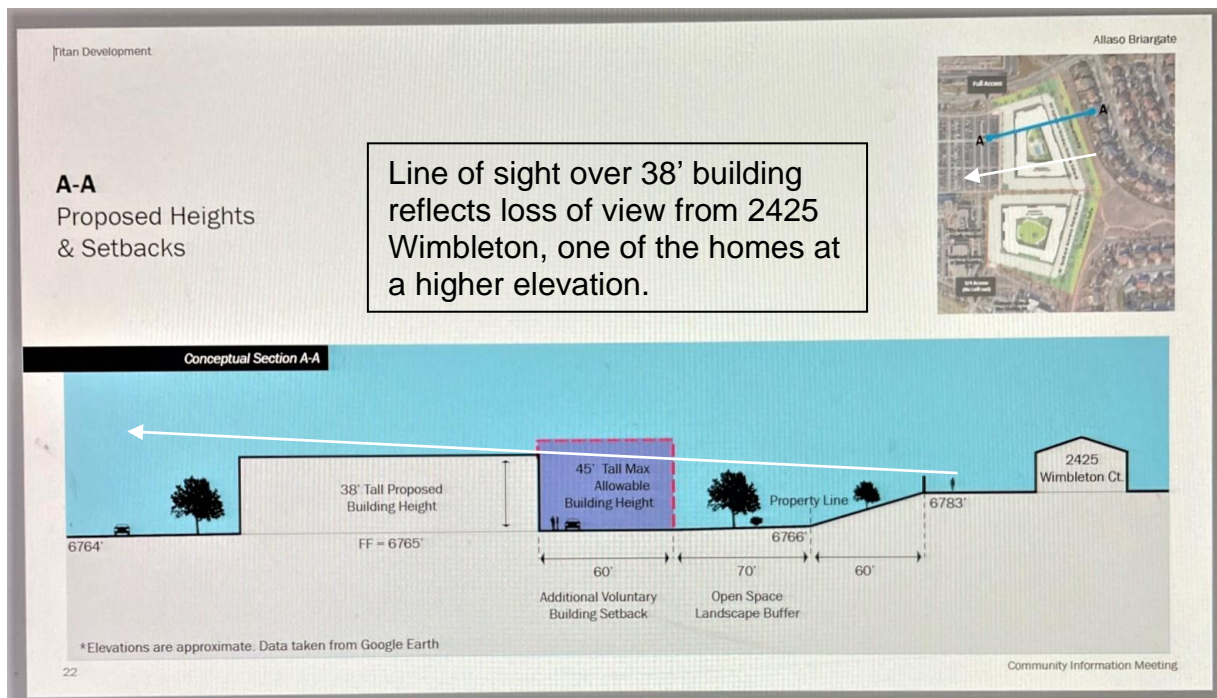 Titan Development
Allaso Briargate
Full Access
A
A
A-A
Proposed Heights
& Setbacks
Line of sight over 38' building
reflects loss of view from 2425
Wimbleton, one of the homes at
a higher elevation.
3/4 Access
Conceptual Section A-A
38' Tall Proposed
Building Height
45' Tall Max
Allowable
Building Height
Property Line
2425
Wimbleton Ct.
6764'
FF = 6765'
6766'
6783'
60'
70'
60'
Additional Voluntary
Building Setback
Open Space
Landscape Buffer
*Elevations are approximate. Data taken from Google Earth
22
Community Information Meeting